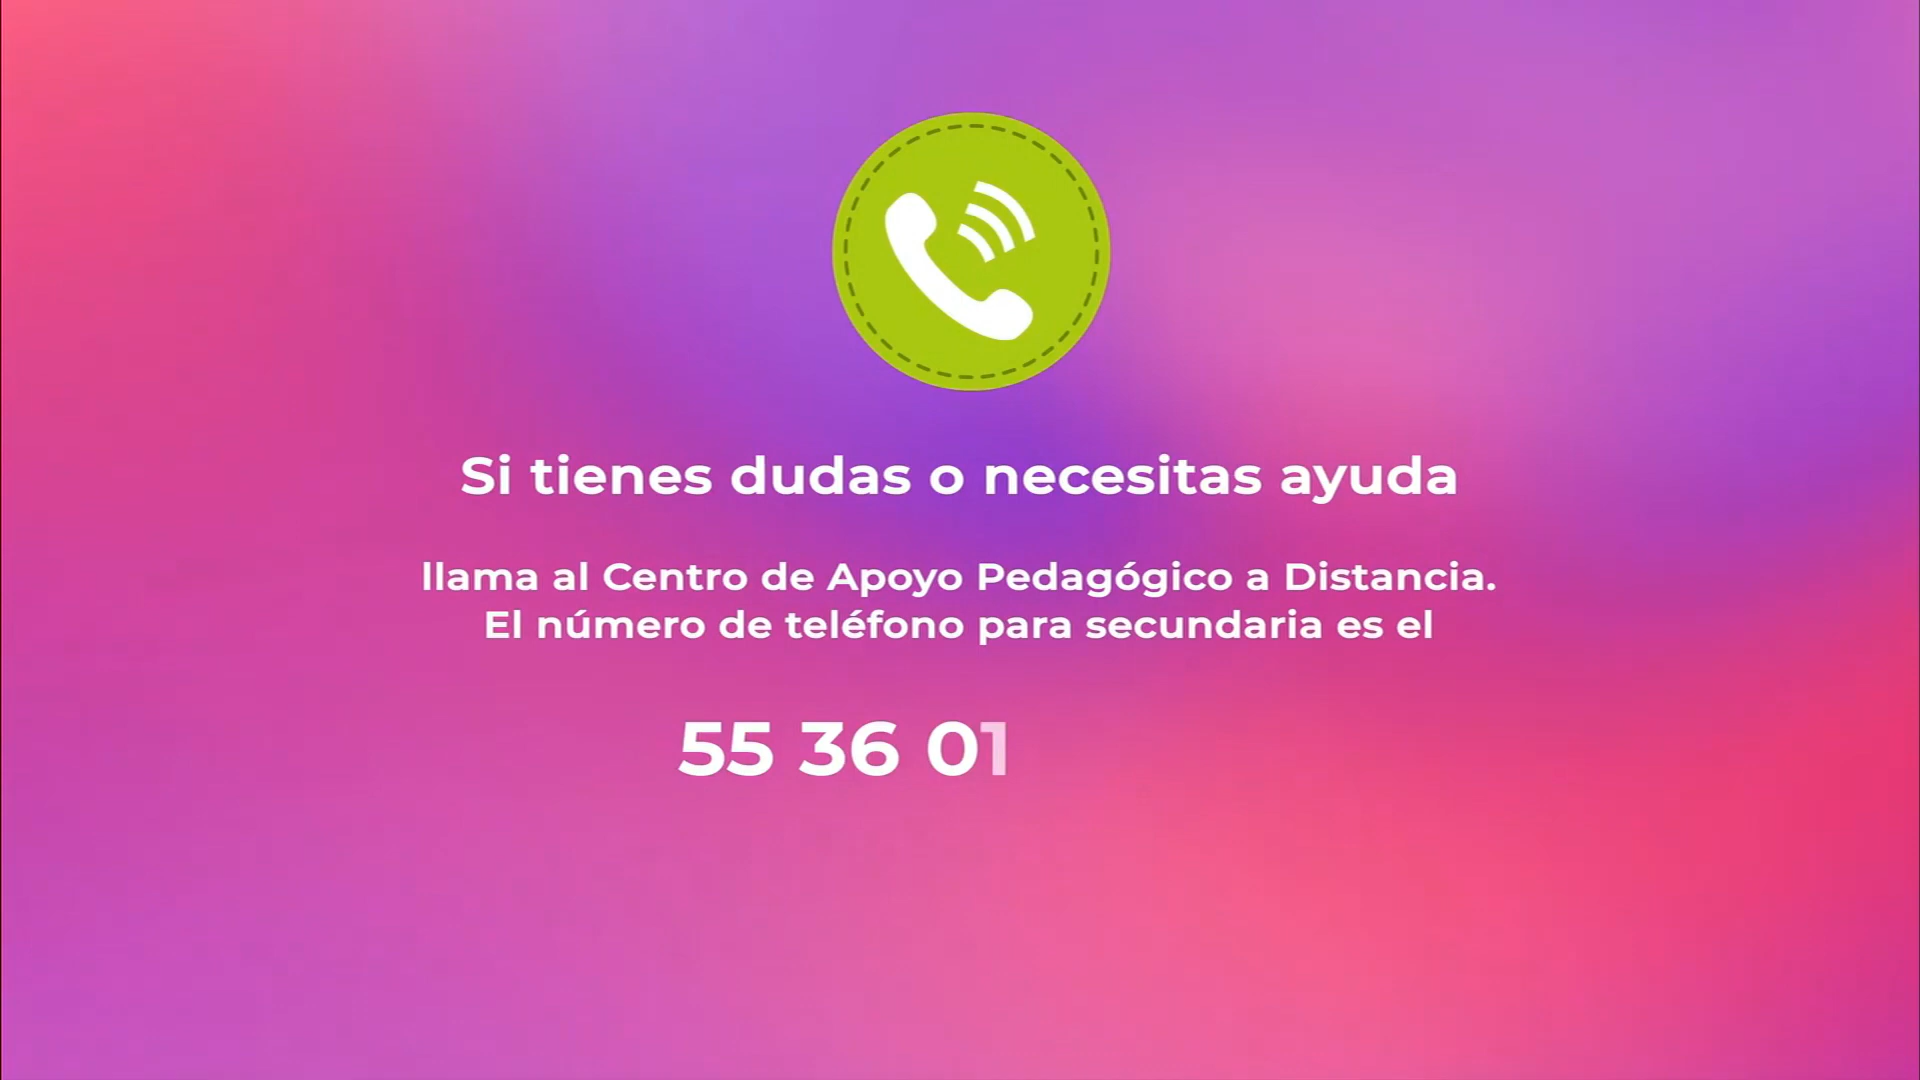 Si tienes dudas o necesitas ayuda
llama al Centro de Apoyo Pedagógico a Distancia.
El número de teléfono para secundaria es el
55 36 01